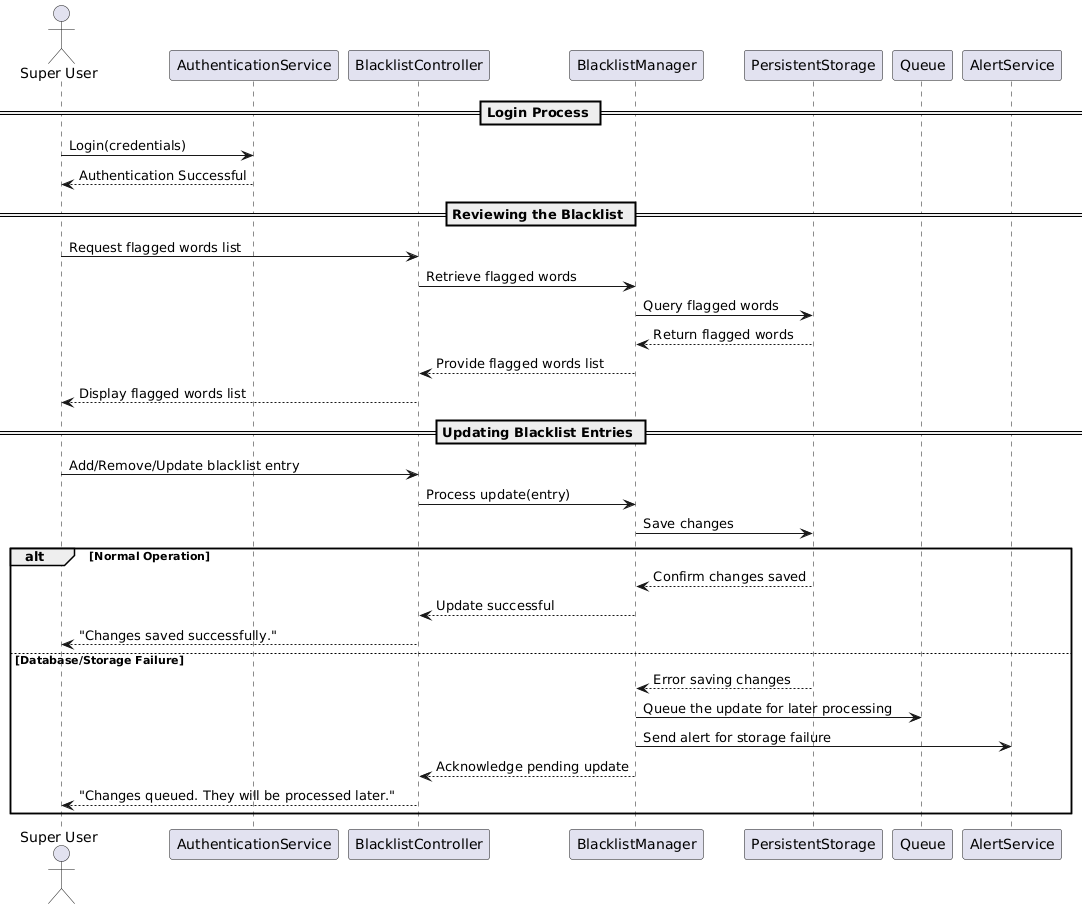 Super User
AuthenticationService
BlacklistController
BlacklistManager
PersistentStorage
Queue
AlertService
Login Process
Login(credentials)
Authentication Successful
Reviewing the Blacklist
Request flagged words list
Retrieve flagged words
Query flagged words
Return flagged words
Provide flagged words list
Display flagged words list
Updating Blacklist Entries
Add/Remove/Update blacklist entry
Process update(entry)
Save changes
alt [Normal Operation]
Confirm changes saved
Update successful
"Changes saved successfully."
[Database/Storage Failure]
Error saving changes
Queue the update for later processing
Send alert for storage failure
Acknowledge pending update
"Changes queued. They will be processed later."
Super User
AuthenticationService
BlacklistController
BlacklistManager
PersistentStorage
Queue
AlertService